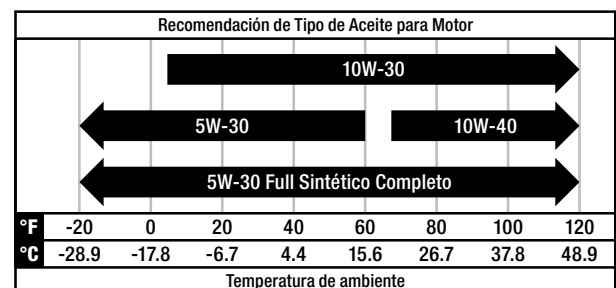 Recomendación de Tipo de Aceite para Motor
10W-30
5W-30 10W-40
5W-30 Full Sintético Completo
°F -20 0 20 40 60 80 100 120
°C -28.9 -17.8 -6.7 4.4 15.6 26.7 37.8 48.9
Temperatura de ambiente